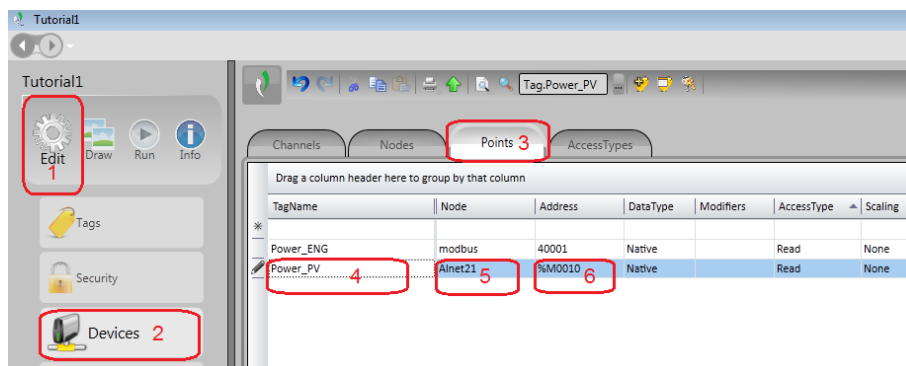 Tutorial1
Tutorial1
Tag.Power_PV
Edit
1
Draw
Run
Info
Channels
Nodes
Points 3
AccessTypes
Drag a column header here to group by that column
TagName Node Address DataType Modifiers AccessType Scaling
Power_ENG modbus 40001 Native Read None
Power_PV 4 Alnet21 5 %M0010 6 Native Read None
Tags
Security
Devices 2